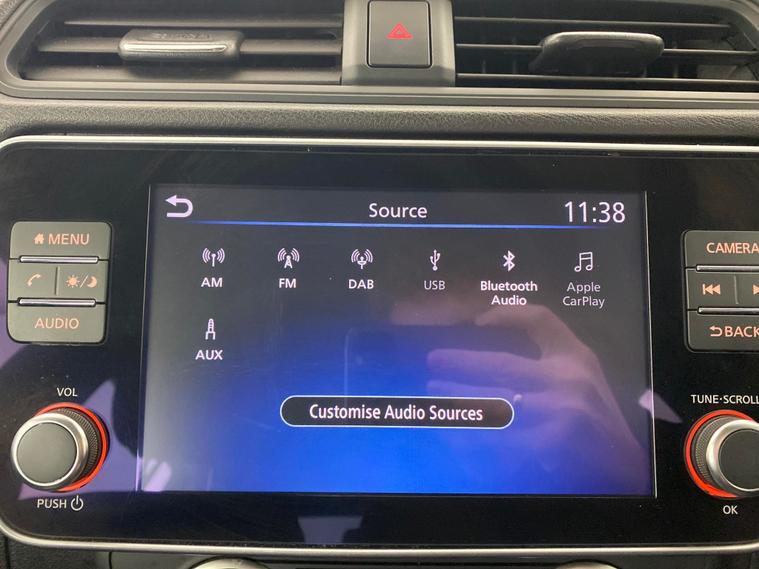 Source
11:38
MENU
AM
FM
DAB
USB
Bluetooth
Audio
Apple
CarPlay
AUX
Customise Audio Sources
AUDIO
VOL
PUSH
CAMERA
BACK
TUNE·SCROLL
OK